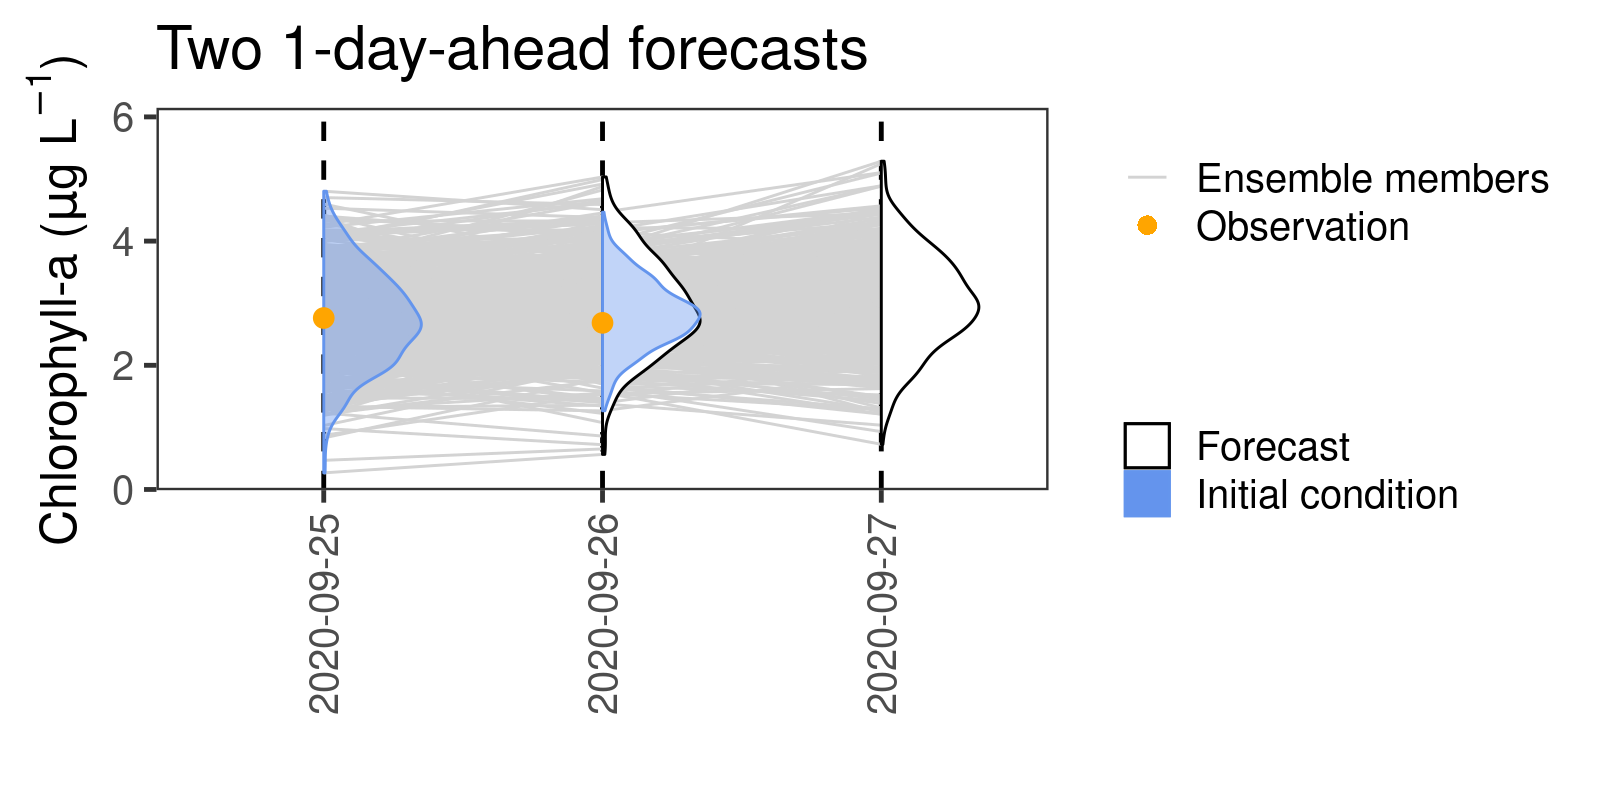 Two 1-day-ahead forecasts
Chlorophyll-a (µg L⁻¹)
6
4
2
0
2020-09-25
2020-09-26
2020-09-27
Ensemble members
Observation
Forecast
Initial condition